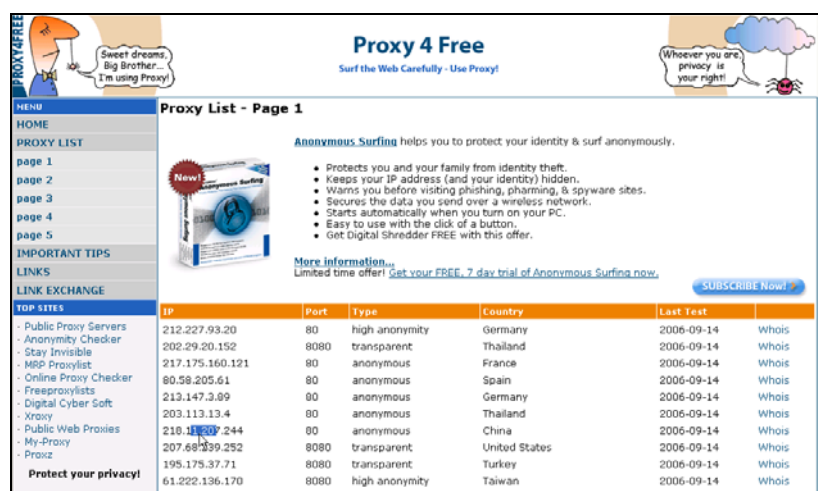 PROXY4FREE
Sweet dreams,
Big Brother
...
I'm using Proxy!
Proxy 4 Free
Surf the Web Carefully - Use Proxy!
Whoever you are,
privacy is
your right!
MENU
HOME
PROXY LIST
page 1
page 2
page 3
page 4
page 5
IMPORTANT TIPS
LINKS
LINK EXCHANGE
TOP SITES
- Public Proxy Servers
- Anonymity Checker
- Stay Invisible
- MRP Proxylist
- Online Proxy Checker
- Freeproxylists
- Digital Cyber Soft
- Xroxy
- Public Web Proxies
- My-Proxy
- Proxz
Protect your privacy!
Proxy List - Page 1
New!
Anonymous Surfing
Anonymous Surfing helps you to protect your identity & surf anonymously.
• Protects you and your family from identity theft.
• Keeps your IP address (and your identity) hidden.
• Warns you before visiting phishing, pharming, & spyware sites.
• Secures the data you send over a wireless network.
• Starts automatically when you turn on your PC.
• Easy to use with the click of a button.
• Get Digital Shredder FREE with this offer.
More information...
Limited time offer! Get your FREE, 7 day trial of Anonymous Surfing now.
SUBSCRIBE Now!
IP Port Type Country Last Test
212.227.93.20 80 high anonymity Germany 2006-09-14 Whois
202.29.20.152 8080 transparent Thailand 2006-09-14 Whois
217.175.160.121 80 anonymous France 2006-09-14 Whois
80.58.205.61 80 anonymous Spain 2006-09-14 Whois
213.147.3.89 80 anonymous Germany 2006-09-14 Whois
203.113.13.4 80 anonymous Thailand 2006-09-14 Whois
218.11.207.244 80 anonymous China 2006-09-14 Whois
8080 transparent United States 2006-09-14 Whois
195.175.37.71 8080 transparent Turkey 2006-09-14 Whois
61.222.136.170 8080 high anonymity Taiwan 2006-09-14 Whois